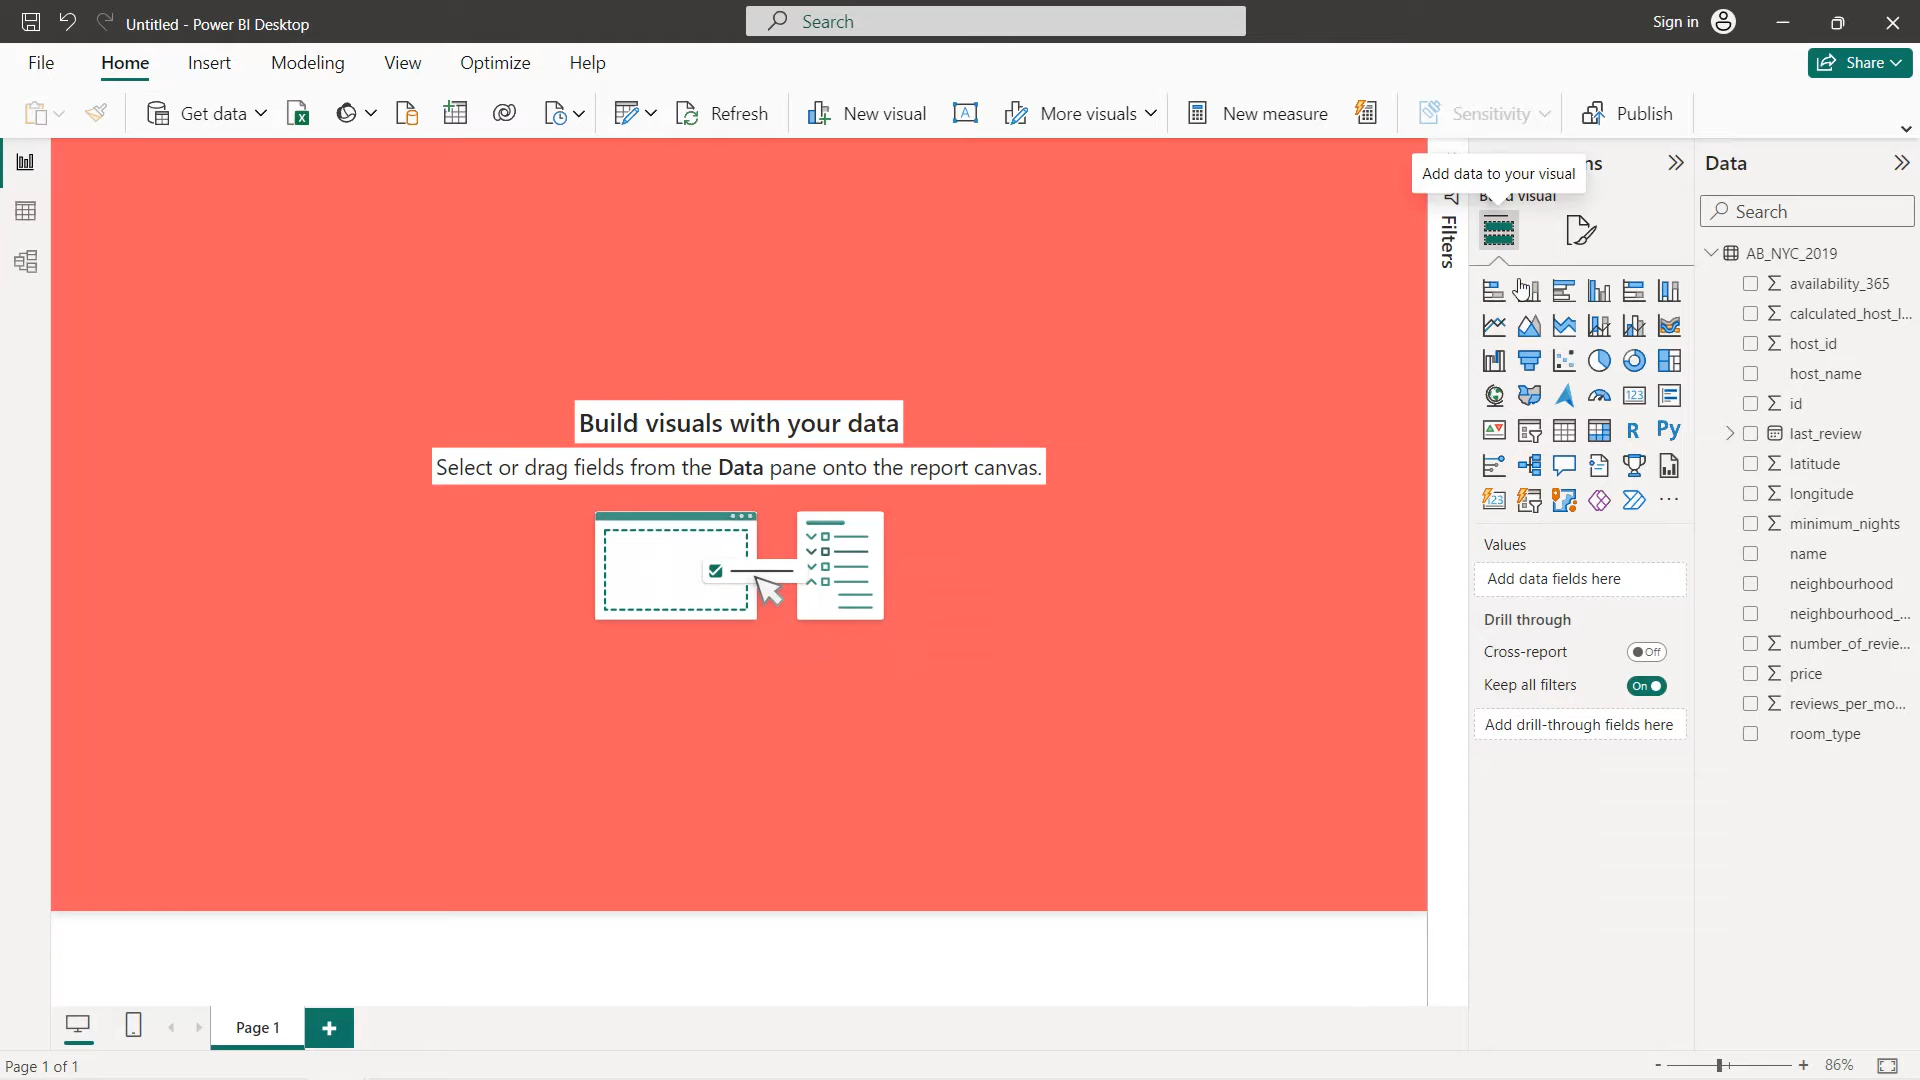 Untitled - Power BI Desktop
Search
Sign in
File
Home
Insert
Modeling
View
Optimize
Help
Share
Get data
Refresh
New visual
More visuals
New measure
Sensitivity
Publish
Build visuals with your data
Select or drag fields from the Data pane onto the report canvas.
Filters
Add data to your visual
Values
Add data fields here
Drill through
Cross-report
Off
Keep all filters
On
Add drill-through fields here
Data
Search
AB_NYC_2019
availability_365
calculated_host_l...
host_id
host_name
id
last_review
latitude
longitude
minimum_nights
name
neighbourhood
neighbourhood_...
number_of_revie...
price
reviews_per_mo...
room_type
R
Py
123
123
Page 1
Page 1 of 1
- + 86%